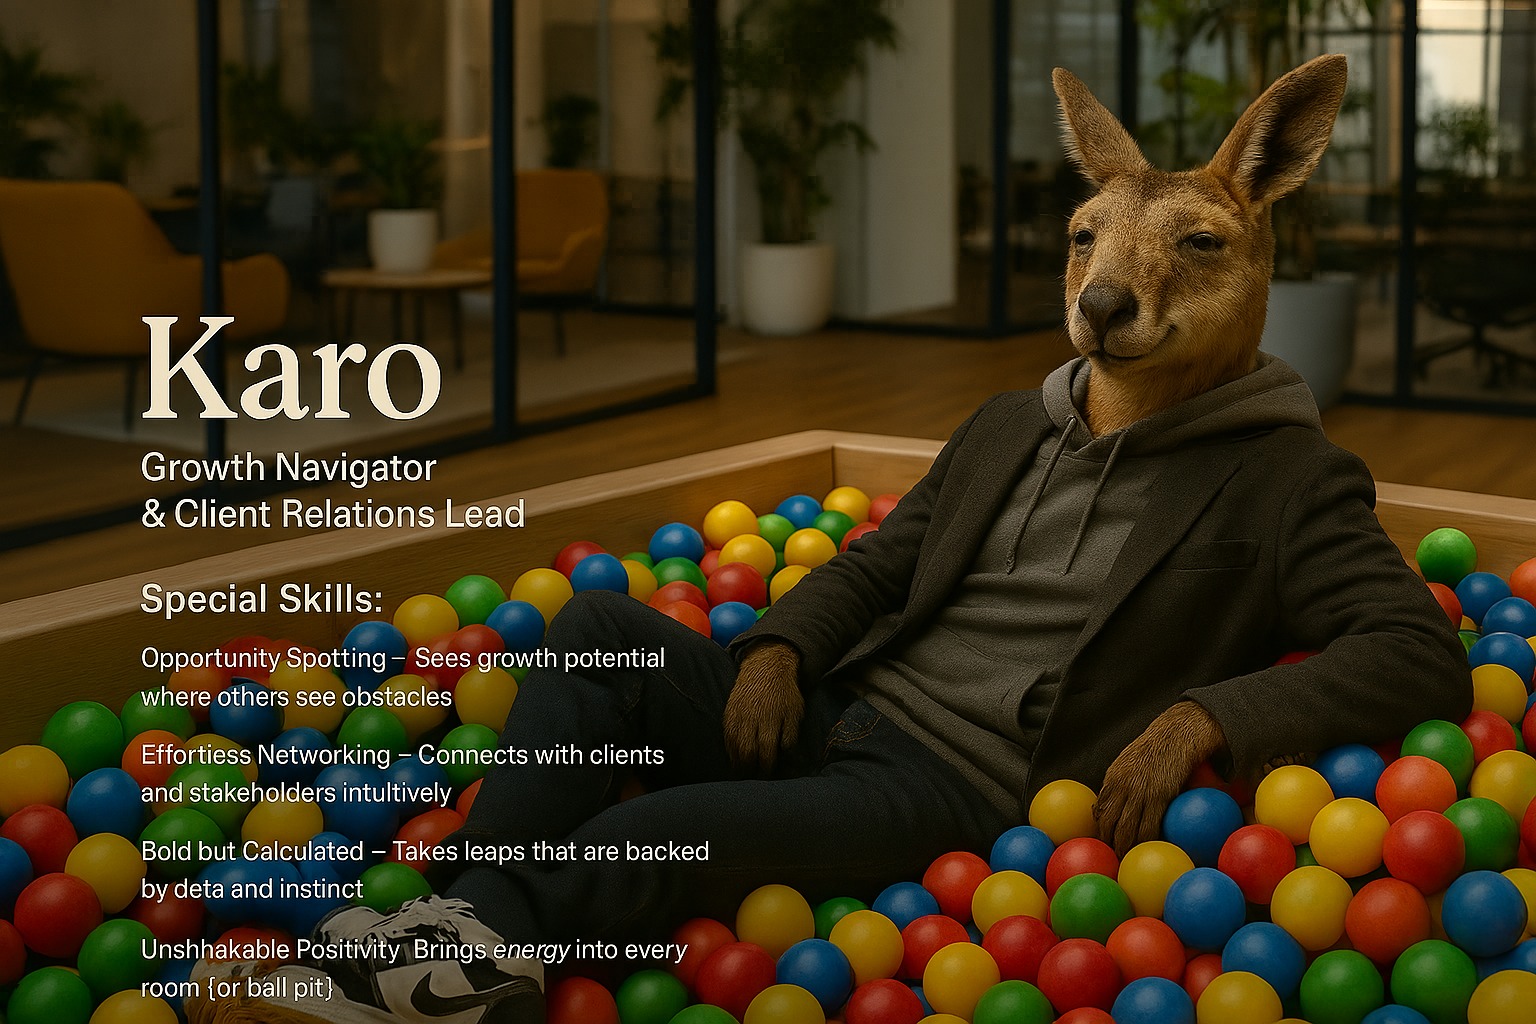 Karo
Growth Navigator
& Client Relations Lead
Special Skills:
Opportunity Spotting – Sees growth potential
where others see obstacles
Effortless Networking – Connects with clients
and stakeholders intultively
Bold but Calculated – Takes leaps that are backed
by deta and instinct
Unshhakable Positivity Brings energy into every
room {or ball pit}